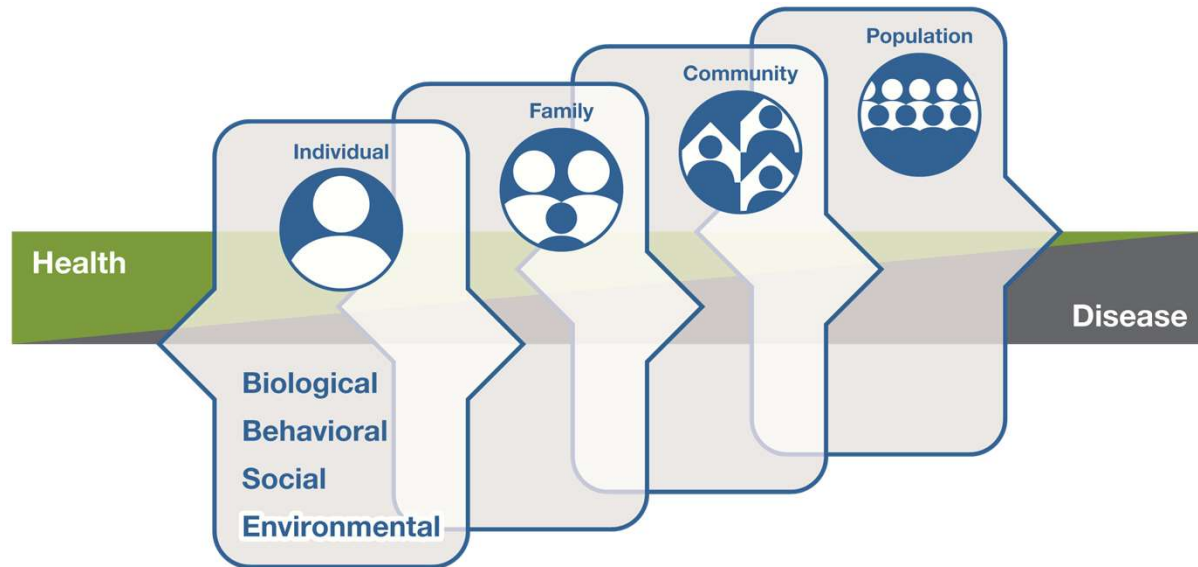 Population
Community
Family
Individual
Health
Disease
Biological
Behavioral
Social
Environmental